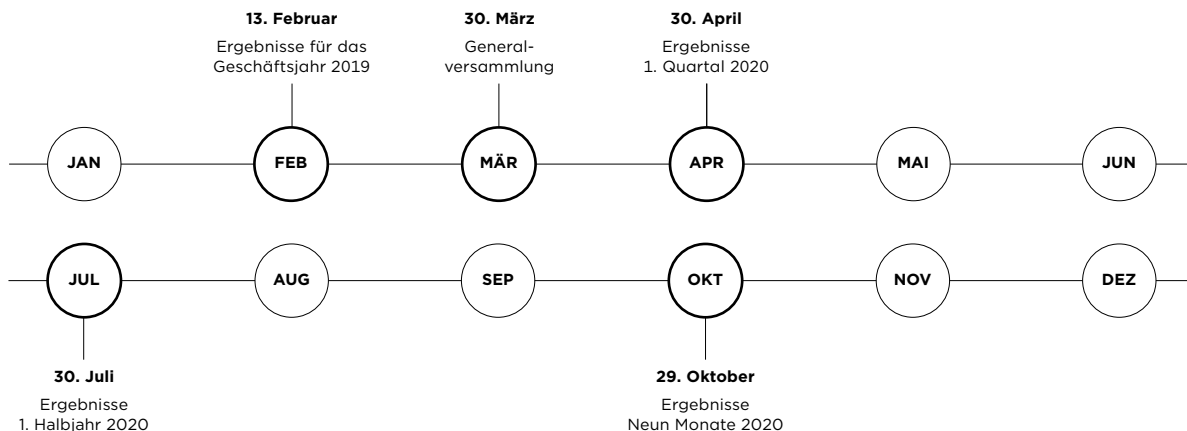 13. Februar
Ergebnisse für das
Geschäftsjahr 2019
30. März
General-
versammlung
30. April
Ergebnisse
1. Quartal 2020
JAN
FEB
MÄR
APR
MAI
JUN
JUL
AUG
SEP
OKT
NOV
DEZ
30. Juli
Ergebnisse
1. Halbjahr 2020
29. Oktober
Ergebnisse
Neun Monate 2020